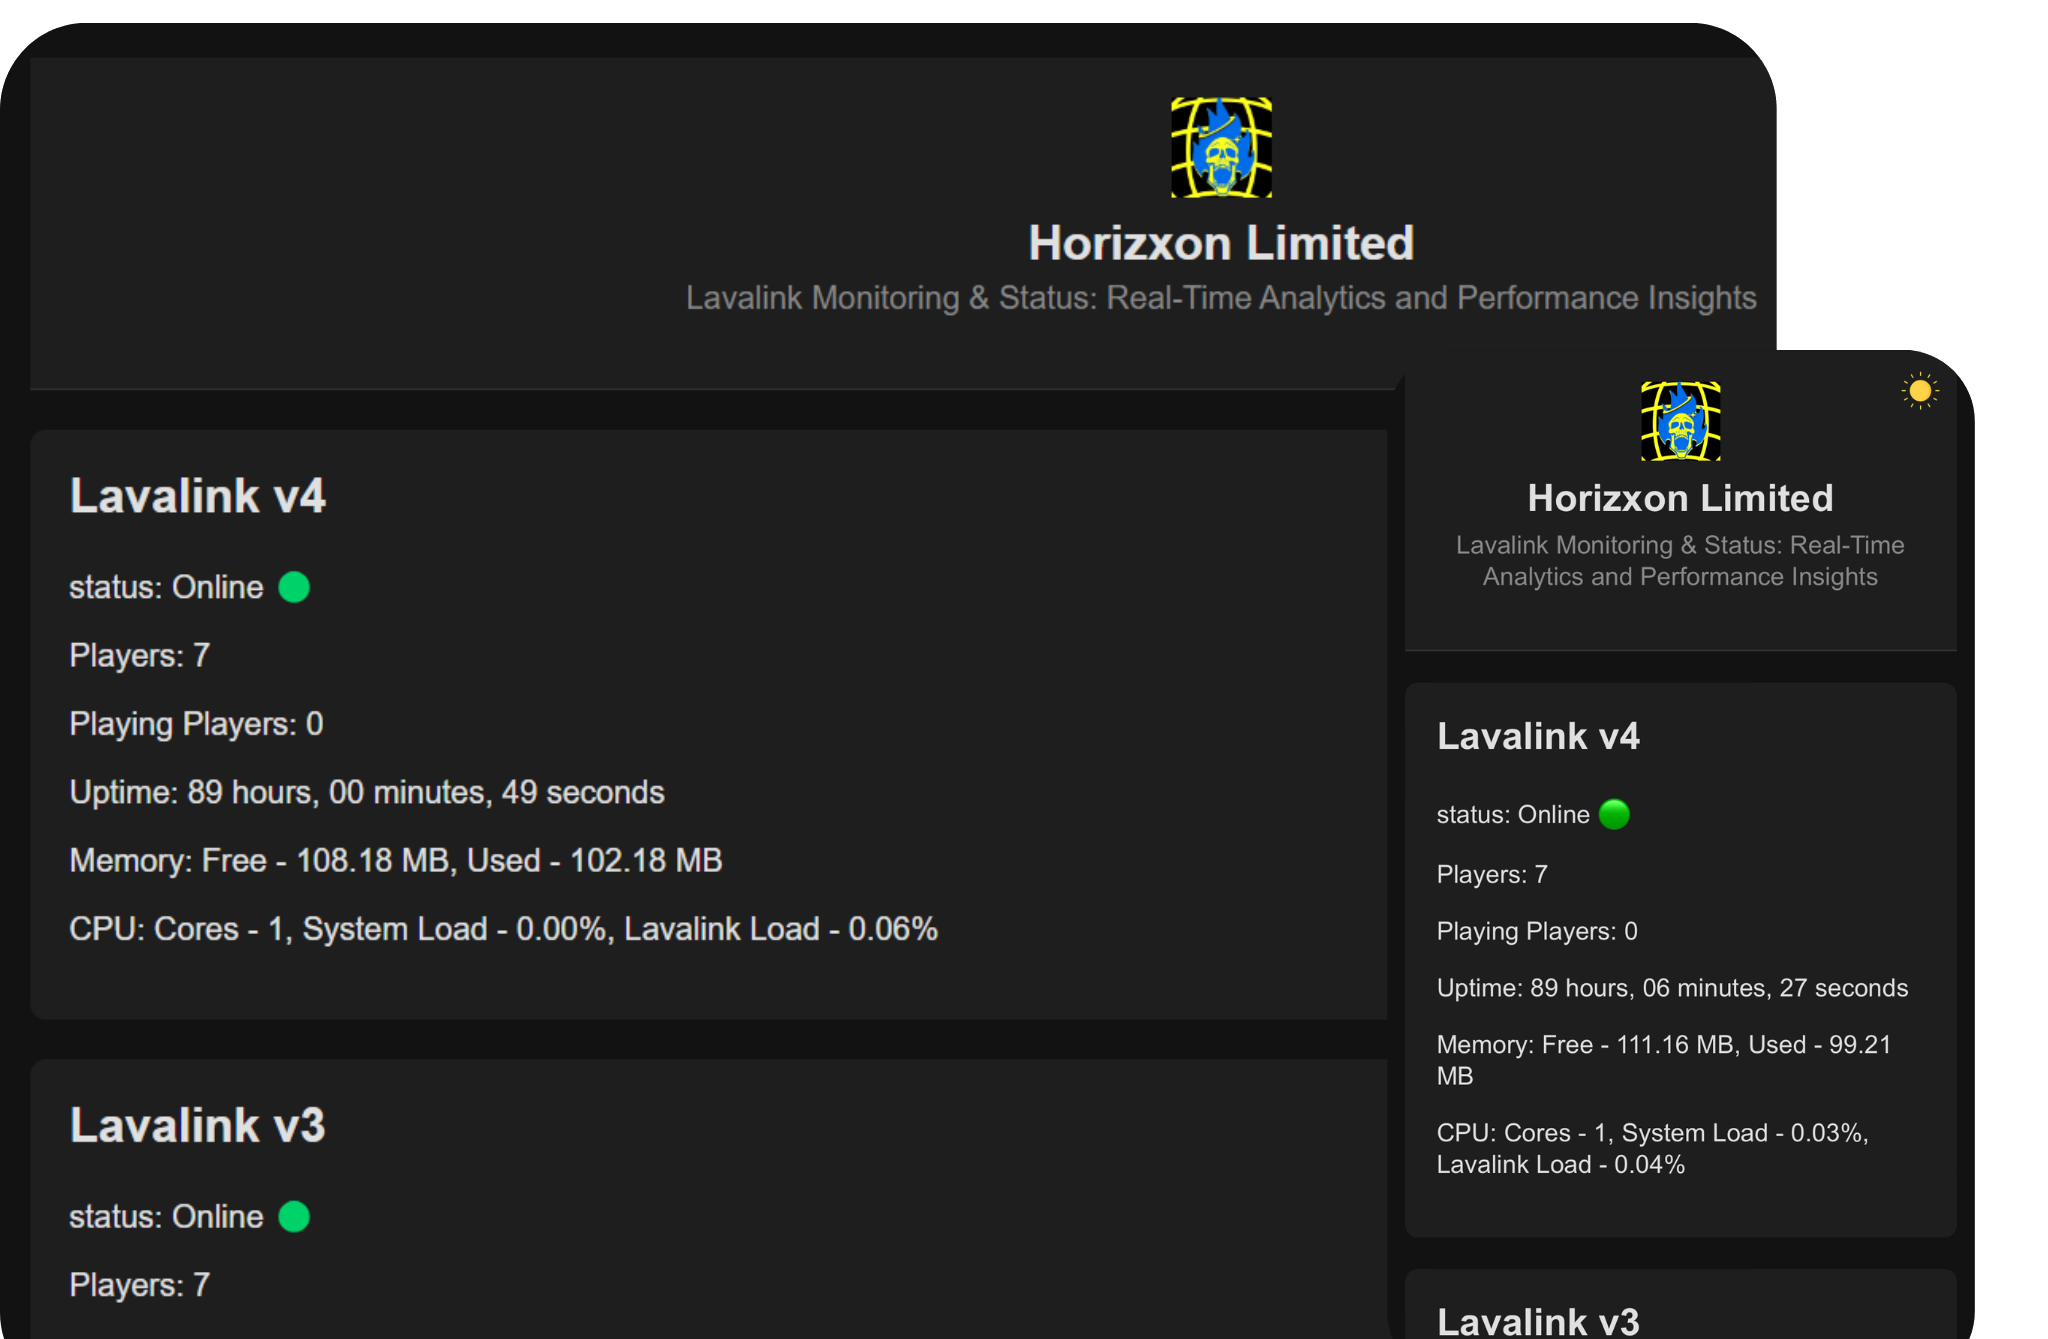 Horizxon Limited
Lavalink Monitoring & Status: Real-Time Analytics and Performance Insights
Lavalink v4
status: Online
Players: 7
Playing Players: 0
Uptime: 89 hours, 00 minutes, 49 seconds
Memory: Free - 108.18 MB, Used - 102.18 MB
CPU: Cores - 1, System Load - 0.00%, Lavalink Load - 0.06%
Lavalink v3
status: Online
Players: 7
Horizxon Limited
Lavalink Monitoring & Status: Real-Time
Analytics and Performance Insights
Lavalink v4
status: Online
Players: 7
Playing Players: 0
Uptime: 89 hours, 06 minutes, 27 seconds
Memory: Free - 111.16 MB, Used - 99.21
MB
CPU: Cores - 1, System Load - 0.03%,
Lavalink Load - 0.04%
Lavalink v3